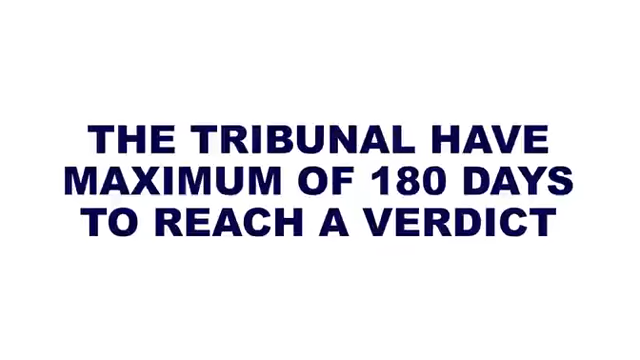 THE TRIBUNAL HAVE
MAXIMUM OF 180 DAYS
TO REACH A VERDICT